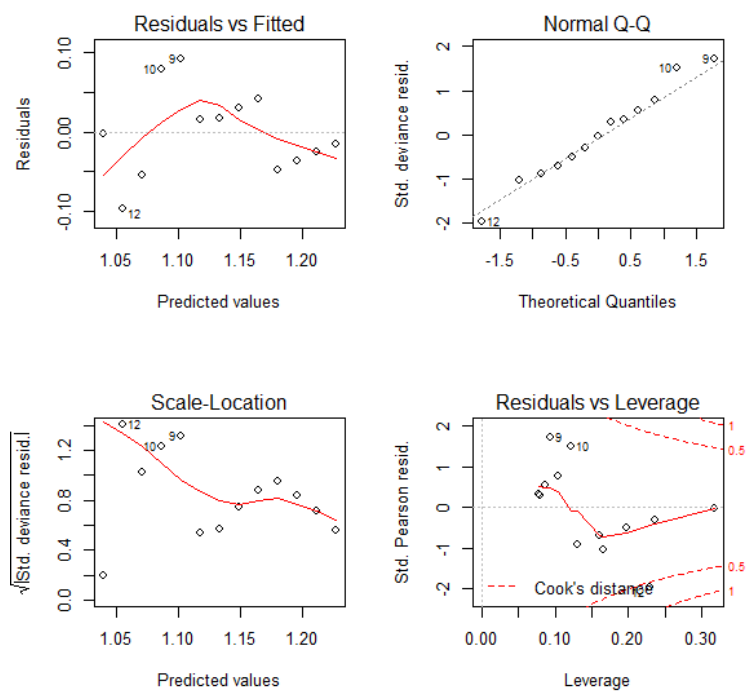 Residuals vs Fitted
Residuals
0.10
0.00
-0.10
10
9
12
1.05 1.10 1.15 1.20
Predicted values
Normal Q-Q
Std. deviance resid.
2
1
0
-1
-2
10
9
12
-1.5 -0.5 0.5 1.5
Theoretical Quantiles
Scale-Location
√|Std. deviance resid.|
1.2
0.8
0.4
0.0
12
10
9
1.05 1.10 1.15 1.20
Predicted values
Residuals vs Leverage
Std. Pearson resid.
2
1
0
-1
-2
9
10
12
1
0.5
0.5
1
Cook's distance
0.00 0.10 0.20 0.30
Leverage